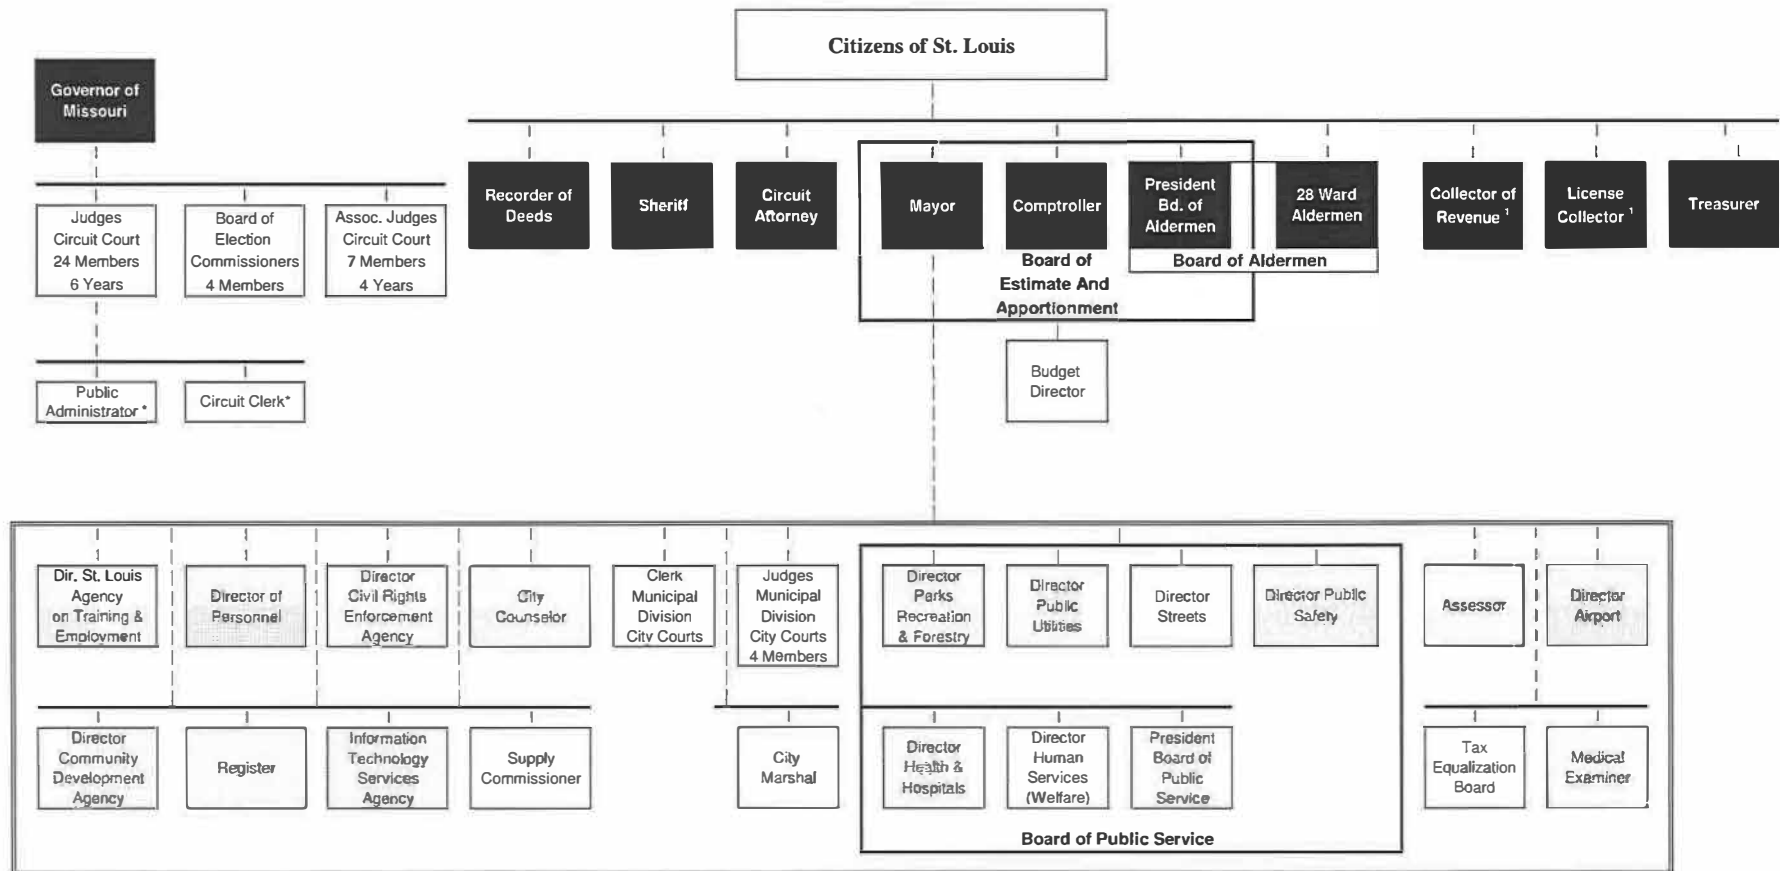 Citizens of St. Louis
Governor of
Missouri
Recorder of
Deeds
Sheriff
Circuit
Attorney
Mayor
Comptroller
President
Bd. of
Aldermen
28 Ward
Aldermen
Collector of
Revenue ¹
License
Collector ¹
Treasurer
Judges
Circuit Court
24 Members
6 Years
Board of
Election
Commissioners
4 Members
Assoc. Judges
Circuit Court
7 Members
4 Years
Board of
Estimate And
Apportionment
Board of Aldermen
Budget
Director
Public
Administrator *
Circuit Clerk*
Dir. St. Louis
Agency
on Training &
Employment
Director of
Personnel
Director
Civil Rights
Enforcement
Agency
City
Counselor
Clerk
Municipal
Division
City Courts
Judges
Municipal
Division
City Courts
4 Members
Director
Parks
Recreation
& Forestry
Director
Public
Utilities
Director
Streets
Director Public
Safety
Assessor
Director
Airport
Director
Community
Development
Agency
Register
Information
Technology
Services
Agency
Supply
Commissioner
City
Marshal
Director
Health &
Hospitals
Director
Human
Services
(Welfare)
President
Board of
Public
Service
Tax
Equalization
Board
Medical
Examiner
Board of Public Service